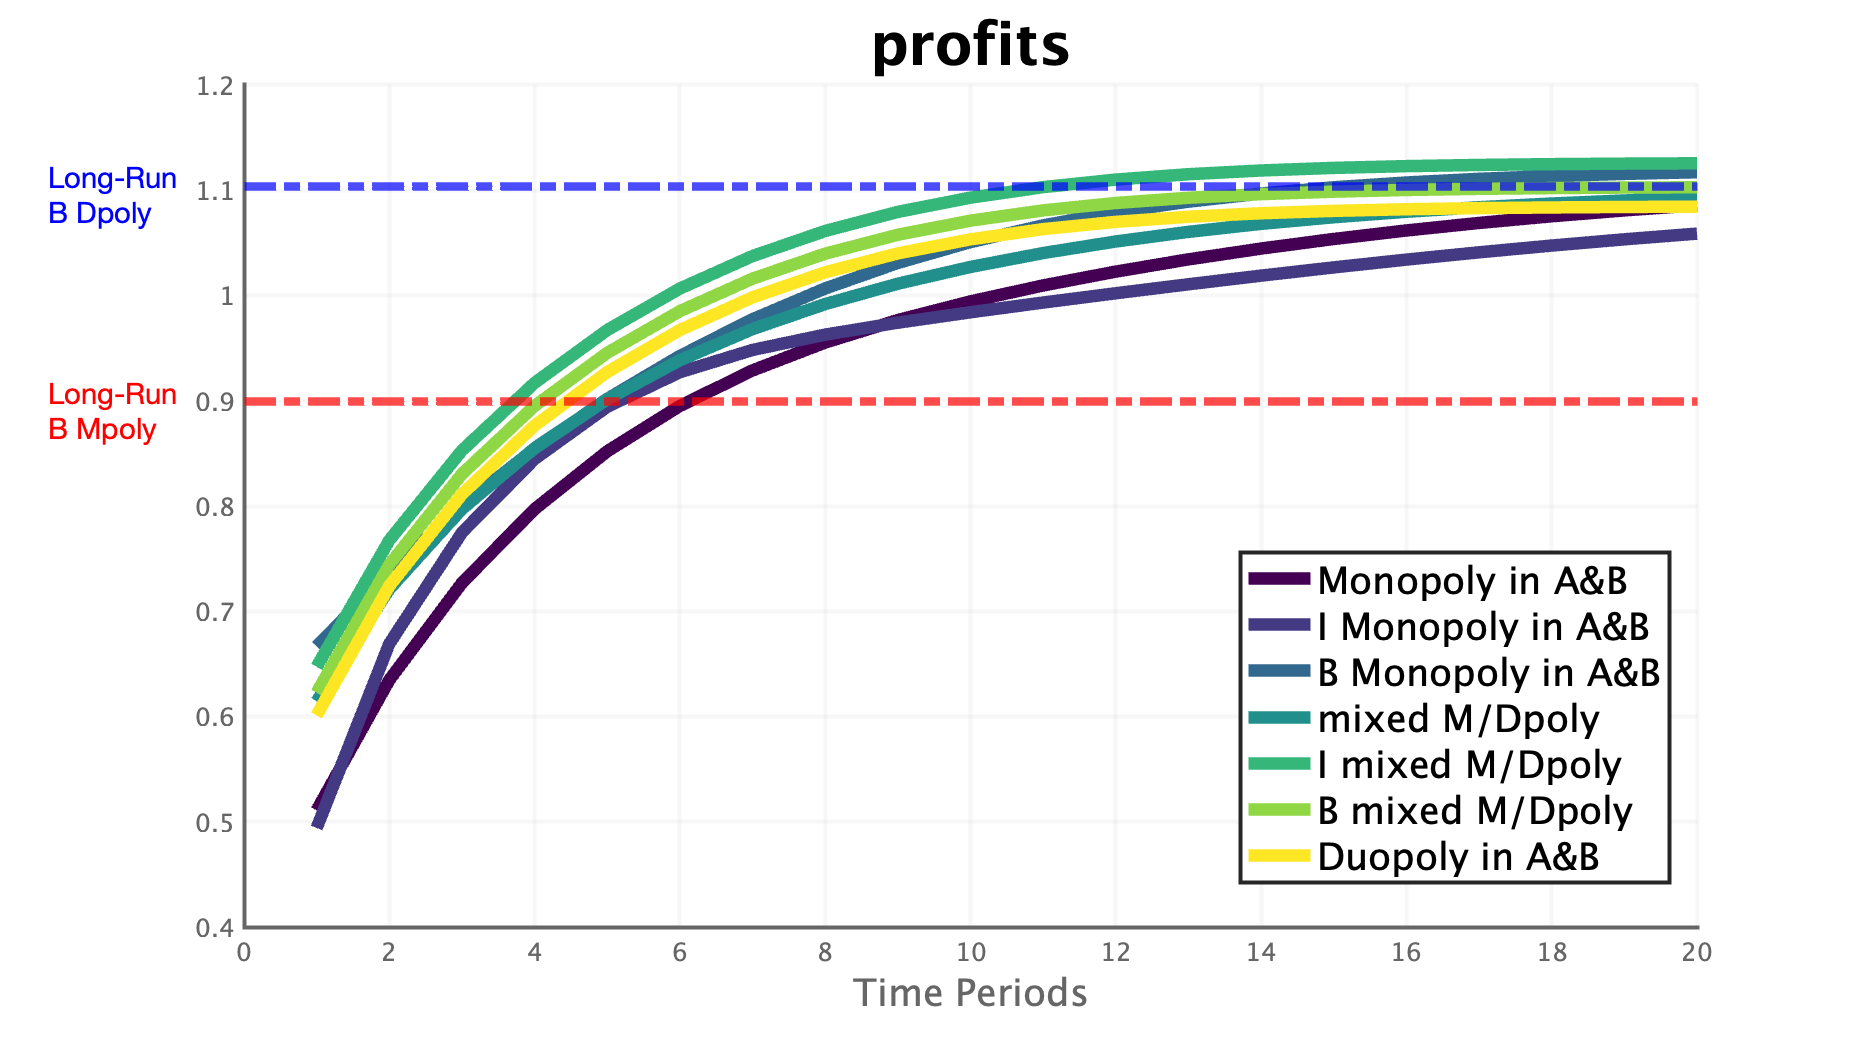 profits
1.2
1.1
1
0.9
0.8
0.7
0.6
0.5
0.4
Long-Run
B Dpoly
Long-Run
B Mpoly
0 2 4 6 8 10 12 14 16 18 20
Time Periods
Monopoly in A&B
I Monopoly in A&B
B Monopoly in A&B
mixed M/Dpoly
I mixed M/Dpoly
B mixed M/Dpoly
Duopoly in A&B